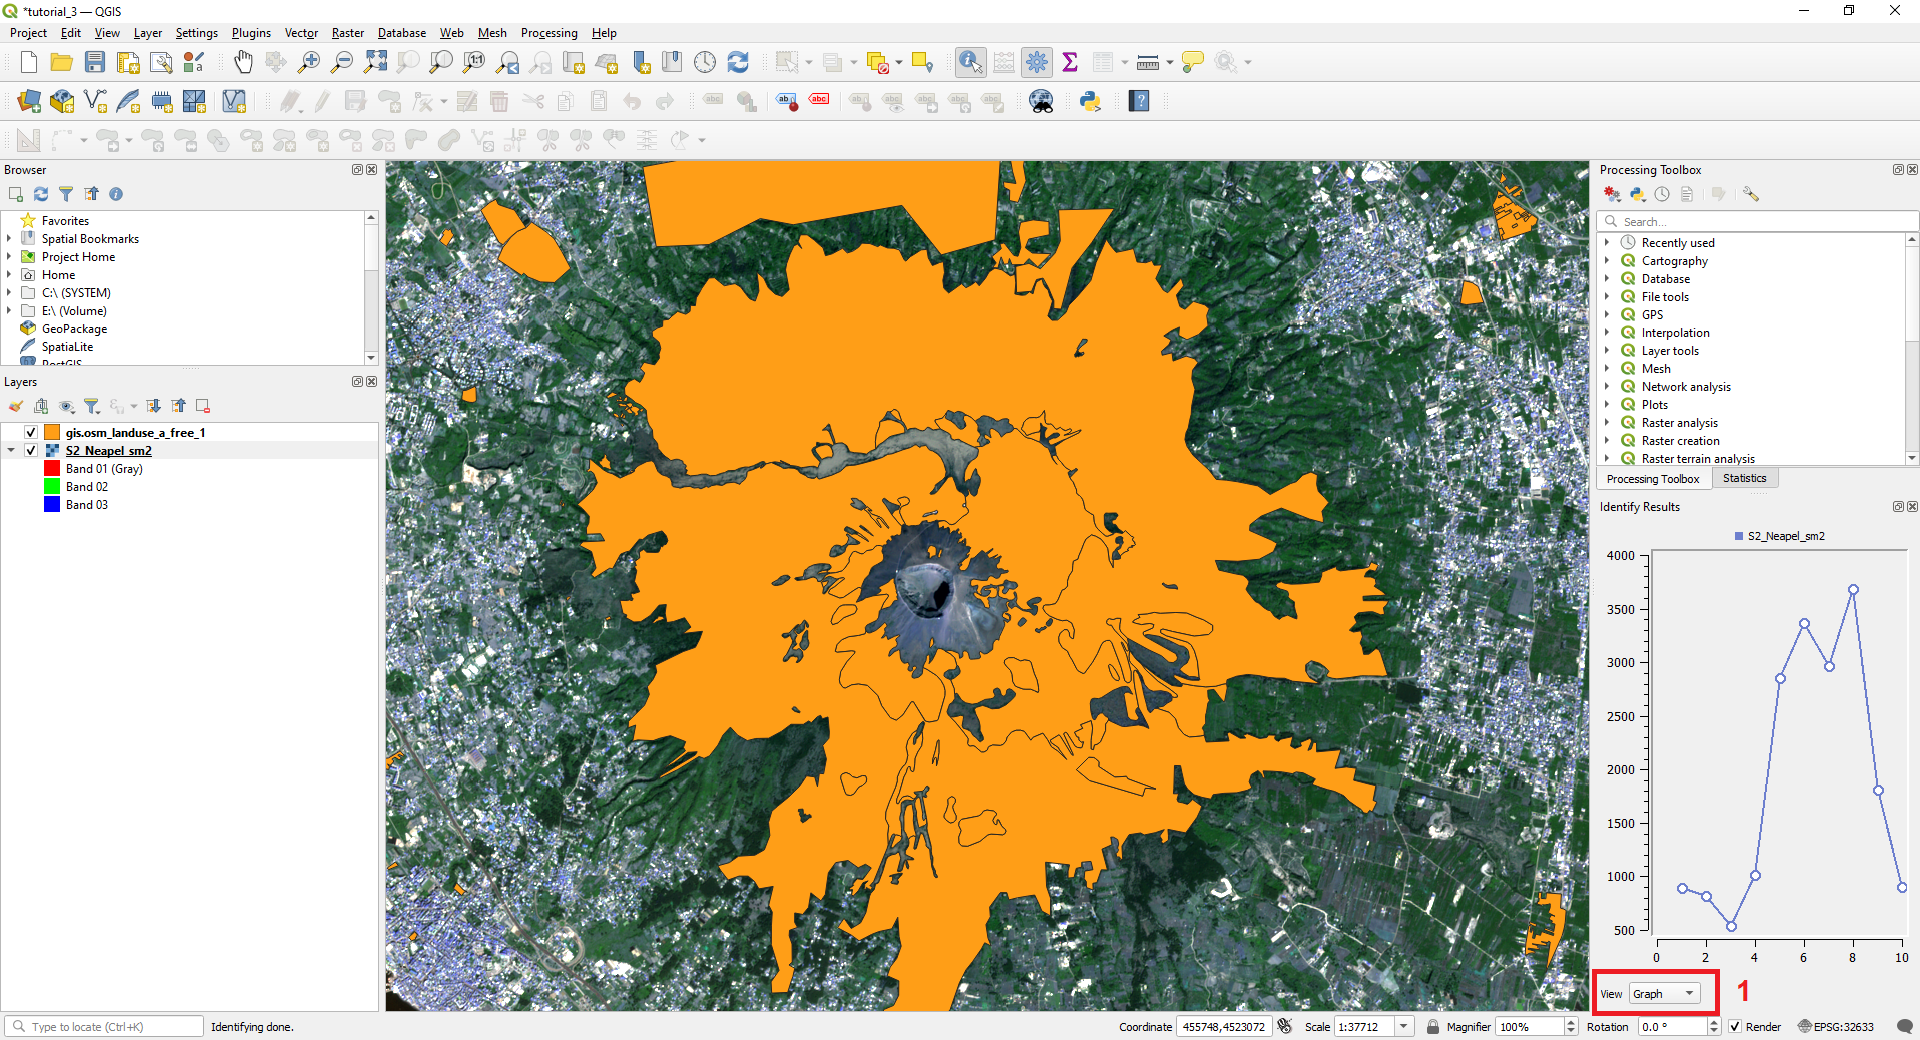 *tutorial_3 — QGIS
Project Edit View Layer Settings Plugins Vector Raster Database Web Mesh Processing Help
Browser
Favorites
Spatial Bookmarks
Project Home
Home
C:\ (SYSTEM)
E:\ (Volume)
GeoPackage
SpatiaLite
PostGIS
Layers
gis.osm_landuse_a_free_1
S2_Neapel_sm2
Band 01 (Gray)
Band 02
Band 03
Processing Toolbox
Search...
Recently used
Cartography
Database
File tools
GPS
Interpolation
Layer tools
Mesh
Network analysis
Plots
Raster analysis
Raster creation
Raster terrain analysis
Processing Toolbox Statistics
Identify Results
S2_Neapel_sm2
4000
3500
3000
2500
2000
1500
1000
500
0 2 4 6 8 10
View Graph 1
Type to locate (Ctrl+K) Identifying done. Coordinate 455748,4523072 Scale 1:37712 Magnifier 100% Rotation 0.0 ° Render EPSG:32633